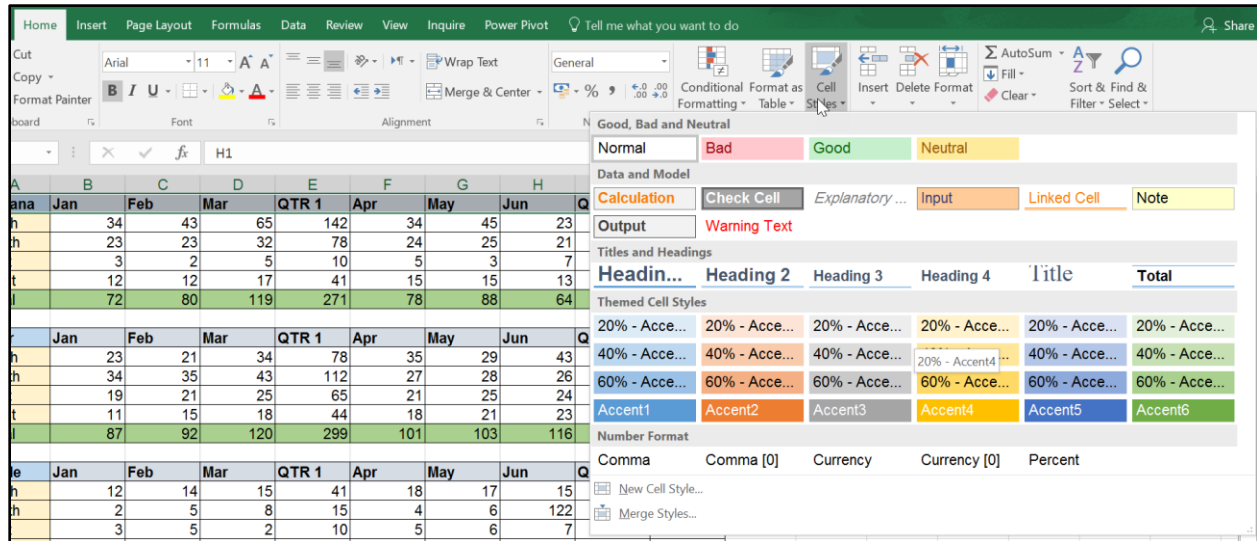 Home Insert Page Layout Formulas Data Review View Inquire Power Pivot Tell me what you want to do Share
Cut
Copy
Format Painter
board
Arial 11 A A
B I U A
Font
Wrap Text
Merge & Center
Alignment
General
% , .0 .00 .00 .0
N
Conditional Formatting
Format as Table
Cell Styles
Insert Delete Format
AutoSum
Fill
Clear
Sort & Filter
Find & Select
fx H1
A B C D E F G H
ana Jan Feb Mar QTR 1 Apr May Jun Q
h 34 43 65 142 34 45 23
th 23 23 32 78 24 25 21
3 2 5 10 5 3 7
t 12 12 17 41 15 15 13
l 72 80 119 271 78 88 64
r Jan Feb Mar QTR 1 Apr May Jun Q
h 23 21 34 78 35 29 43
th 34 35 43 112 27 28 26
19 21 25 65 21 25 24
t 11 15 18 44 18 21 23
l 87 92 120 299 101 103 116
le Jan Feb Mar QTR 1 Apr May Jun Q
h 12 14 15 41 18 17 15
th 2 5 8 15 4 6 122
3 5 2 10 5 6 7
Good, Bad and Neutral
Normal Bad Good Neutral
Data and Model
Calculation Check Cell Explanatory ... Input Linked Cell Note
Output Warning Text
Titles and Headings
Headin... Heading 2 Heading 3 Heading 4 Title Total
Themed Cell Styles
20% - Acce... 20% - Acce... 20% - Acce... 20% - Acce... 20% - Acce... 20% - Acce...
40% - Acce... 40% - Acce... 40% - Acce... 40% - Acce... 40% - Acce...
20% - Accent4
60% - Acce... 60% - Acce... 60% - Acce... 60% - Acce... 60% - Acce... 60% - Acce...
Accent1 Accent2 Accent3 Accent4 Accent5 Accent6
Number Format
Comma Comma [0] Currency Currency [0] Percent
New Cell Style...
Merge Styles...